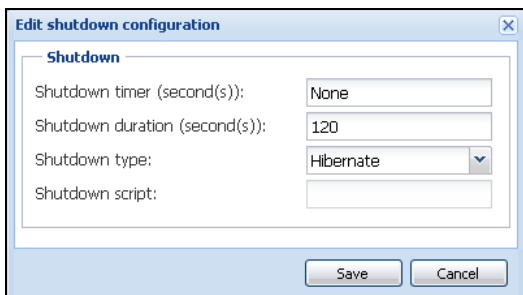 Edit shutdown configuration
Shutdown
Shutdown timer (second(s)): None
Shutdown duration (second(s)): 120
Shutdown type: Hibernate
Shutdown script:
Save Cancel